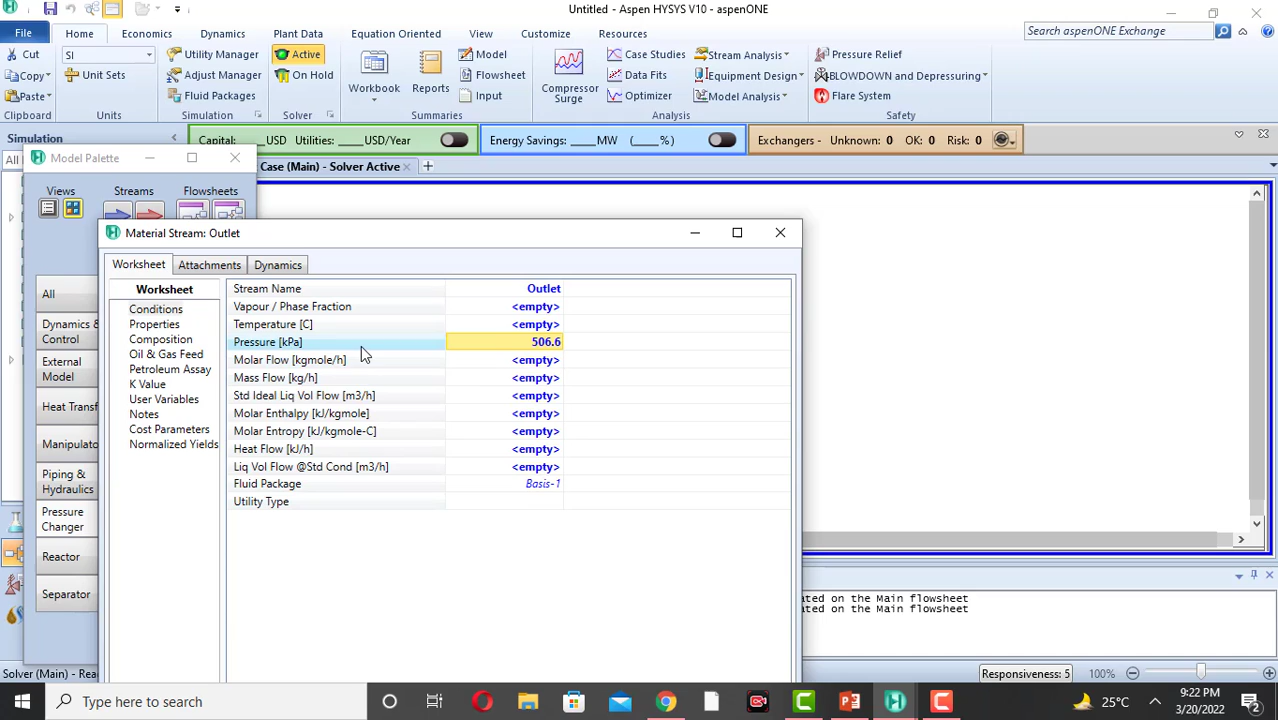 Untitled - Aspen HYSYS V10 - aspenONE
File
Home
Economics
Dynamics
Plant Data
Equation Oriented
View
Customize
Resources
Search aspenONE Exchange
Cut
Copy
Paste
Clipboard
SI
Unit Sets
Units
Utility Manager
Adjust Manager
Fluid Packages
Simulation
Active
On Hold
Solver
Workbook
Reports
Model
Flowsheet
Input
Summaries
Compressor
Surge
Case Studies
Data Fits
Optimizer
Stream Analysis
Equipment Design
Model Analysis
Analysis
Pressure Relief
BLOWDOWN and Depressuring
Flare System
Safety
Simulation
Capital: ____USD Utilities: ____USD/Year
Energy Savings: ____MW (____%)
Exchangers - Unknown: 0 OK: 0 Risk: 0
All
Model Palette
Case (Main) - Solver Active
Views
Streams
Flowsheets
All
Dynamics &
Control
External
Model
Heat Transf
Manipulato
Piping &
Hydraulics
Pressure
Changer
Reactor
Separator
Material Stream: Outlet
Worksheet
Attachments
Dynamics
Worksheet
Conditions
Properties
Composition
Oil & Gas Feed
Petroleum Assay
K Value
User Variables
Notes
Cost Parameters
Normalized Yields
Stream Name Outlet
Vapour / Phase Fraction <empty>
Temperature [C] <empty>
Pressure [kPa] 506.6
Molar Flow [kgmole/h] <empty>
Mass Flow [kg/h] <empty>
Std Ideal Liq Vol Flow [m3/h] <empty>
Molar Enthalpy [kJ/kgmole] <empty>
Molar Entropy [kJ/kgmole-C] <empty>
Heat Flow [kJ/h] <empty>
Liq Vol Flow @Std Cond [m3/h] <empty>
Fluid Package Basis-1
Utility Type
ated on the Main flowsheet
ated on the Main flowsheet
Solver (Main) - Rea
Responsiveness: 5
100%
Type here to search
25°C
9:22 PM
3/20/2022
2